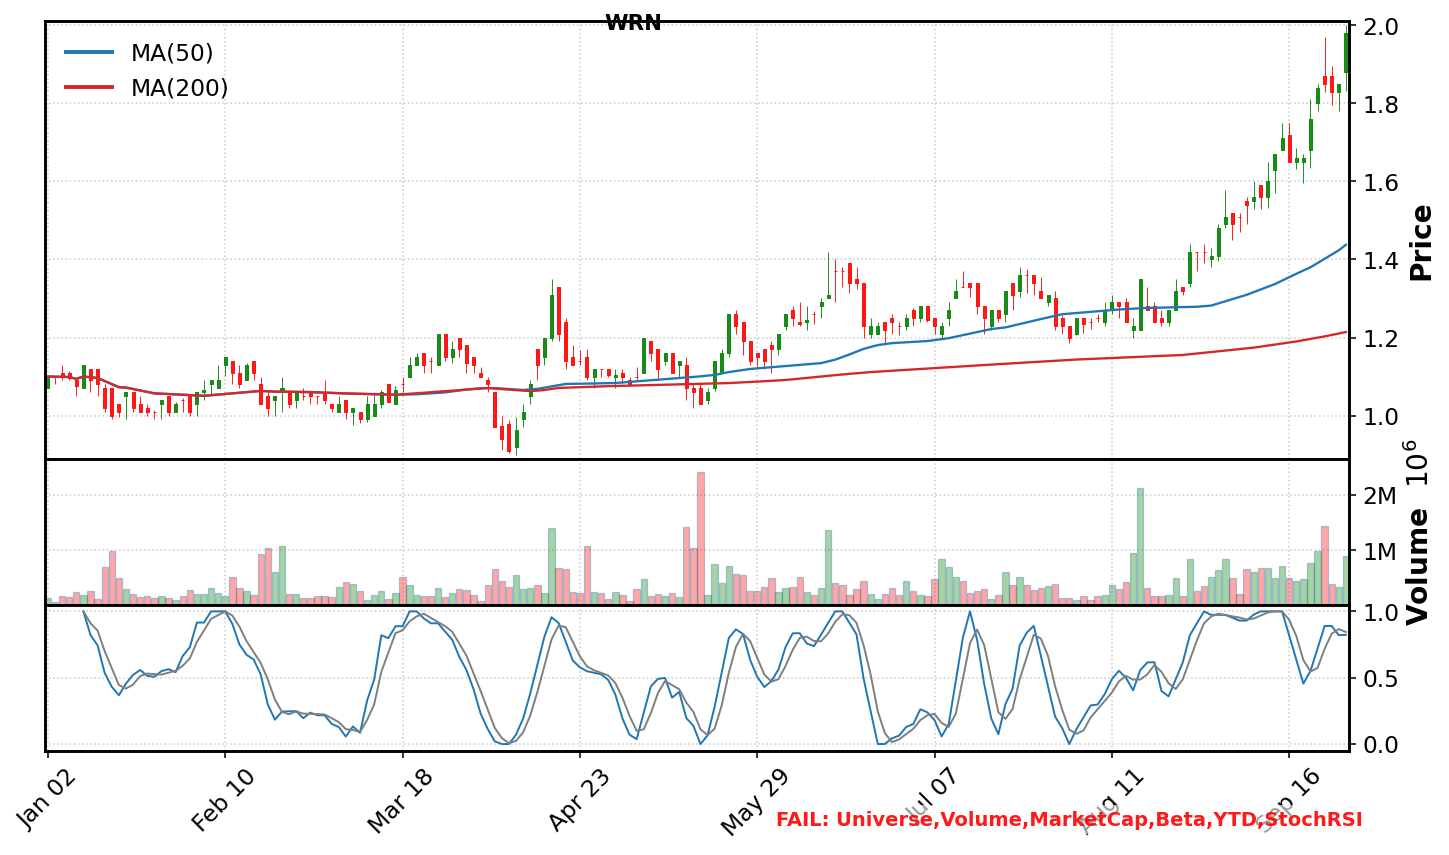 WRN
MA(50)
MA(200)
2.0
1.8
1.6
1.4
1.2
1.0
Price
2M
1M
Volume 10^6
1.0
0.5
0.0
Jan 02
Feb 10
Mar 18
Apr 23
May 29
Jul 07
Aug 11
Sep 16
FAIL: Universe,Volume,MarketCap,Beta,YTD,StochRSI